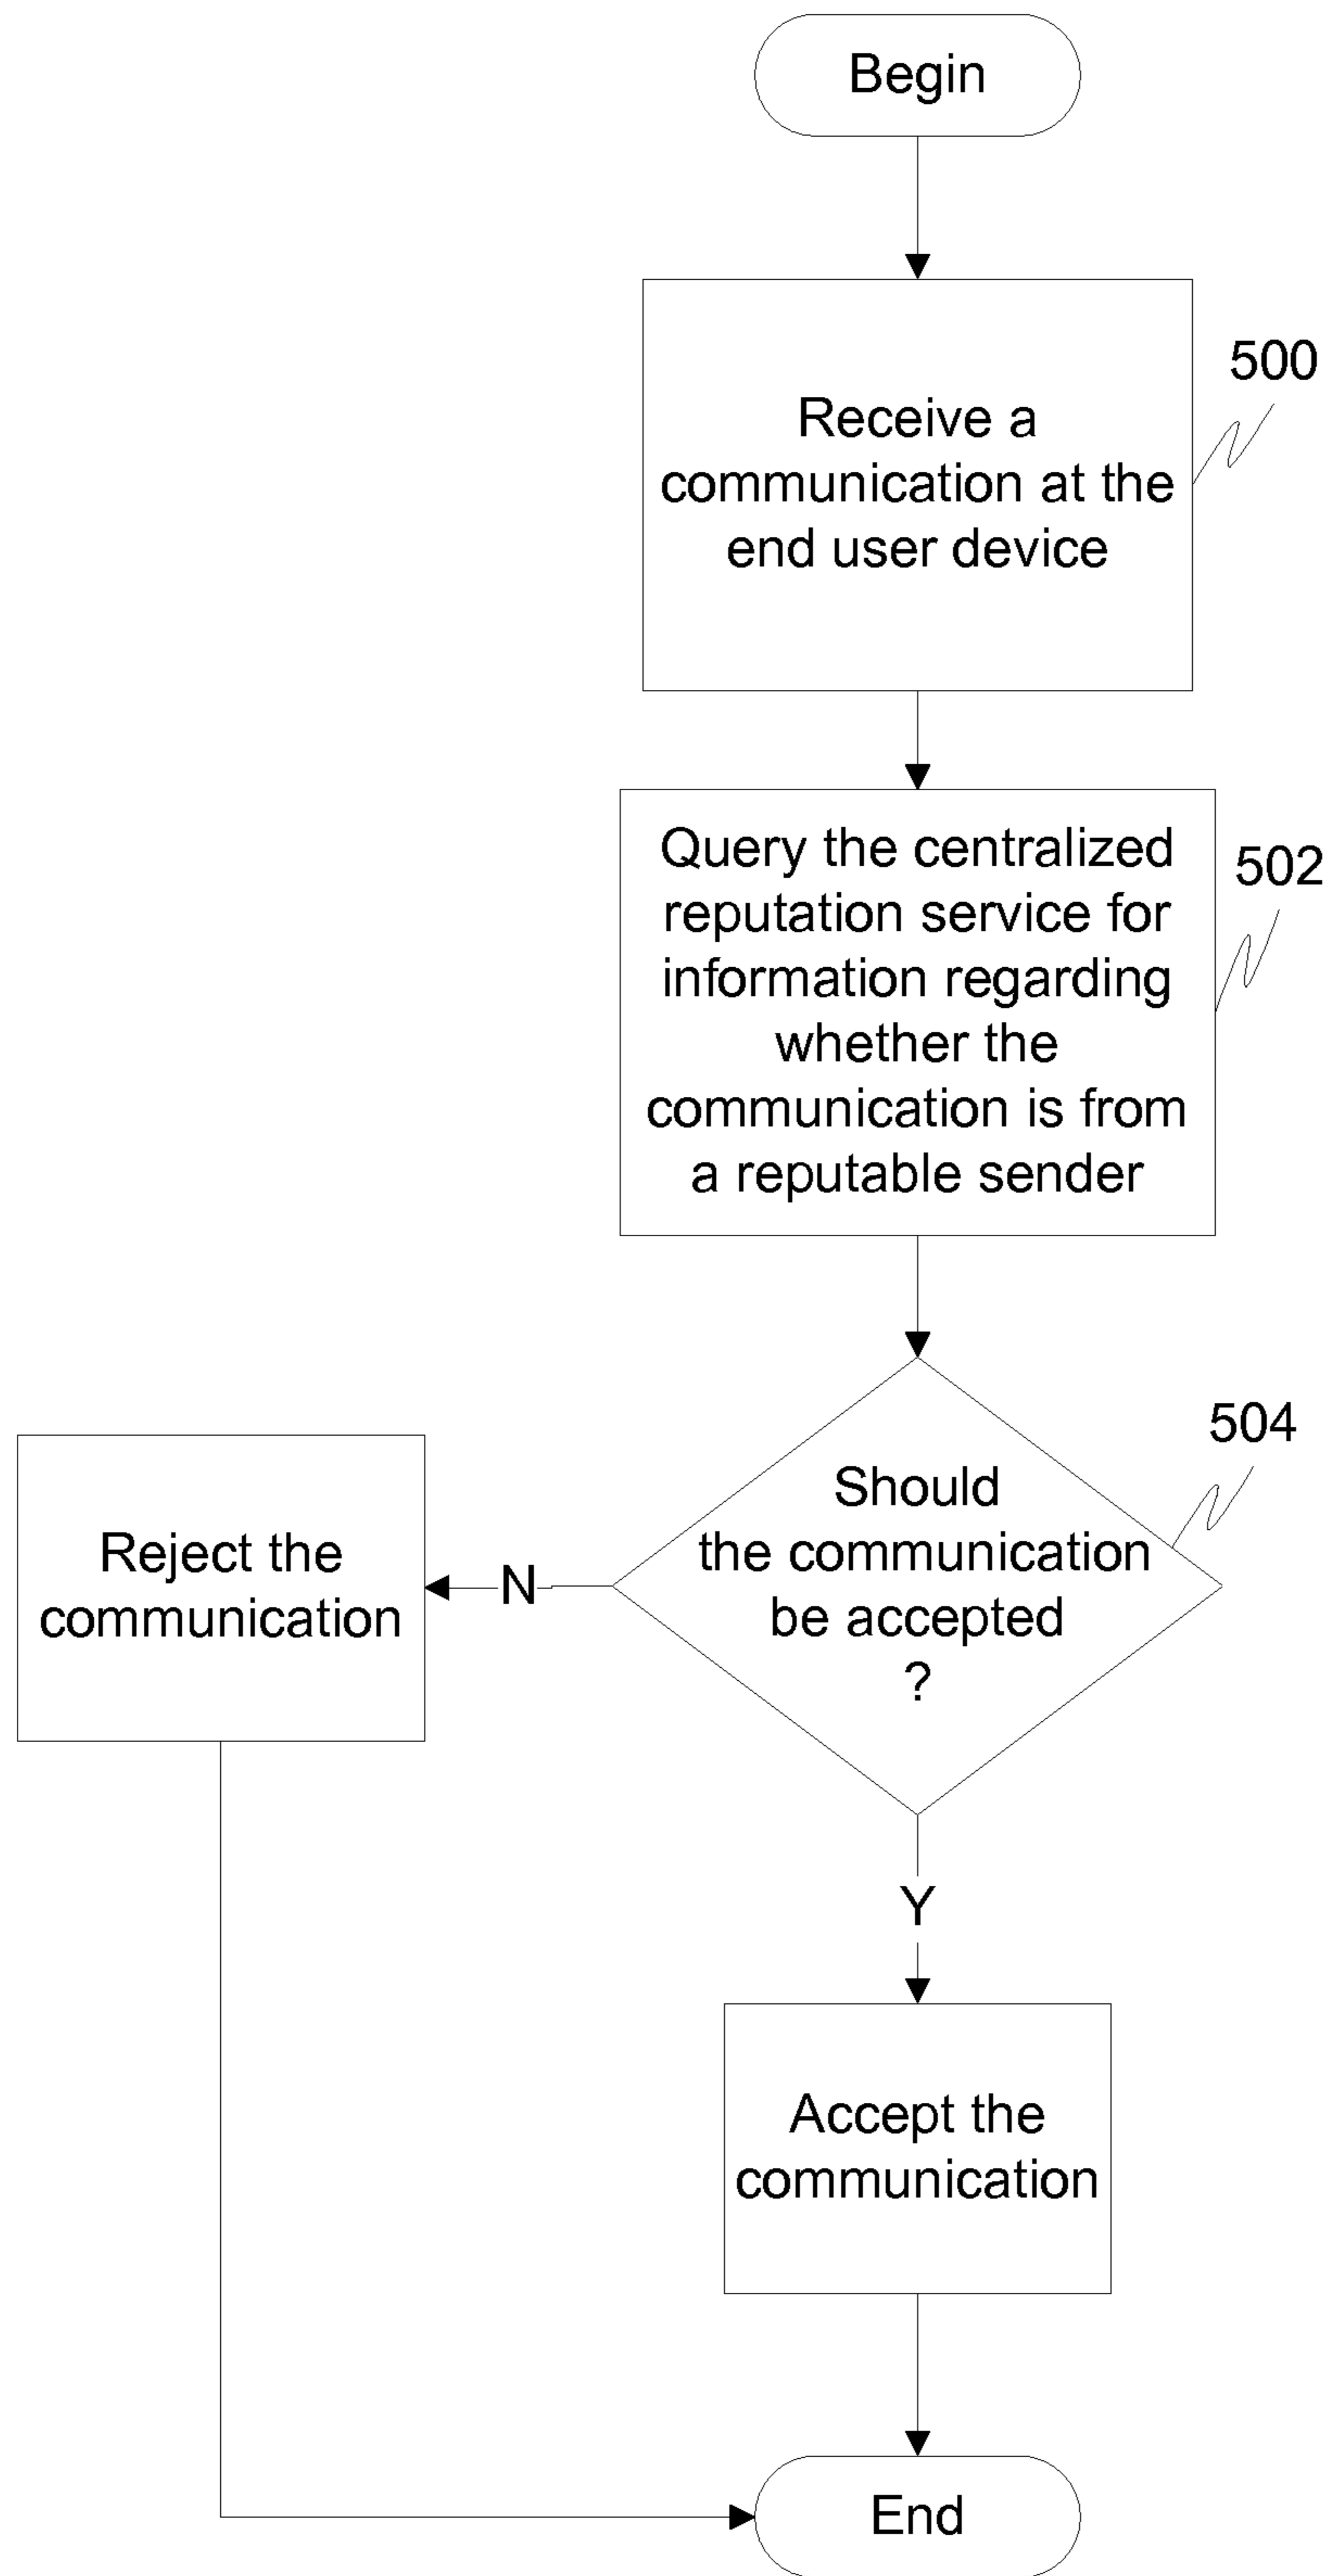 Begin
500
Receive a
communication at the
end user device
502
Query the centralized
reputation service for
information regarding
whether the
communication is from
a reputable sender
504
Should
the communication
be accepted
?
N
Reject the
communication
Y
Accept the
communication
End